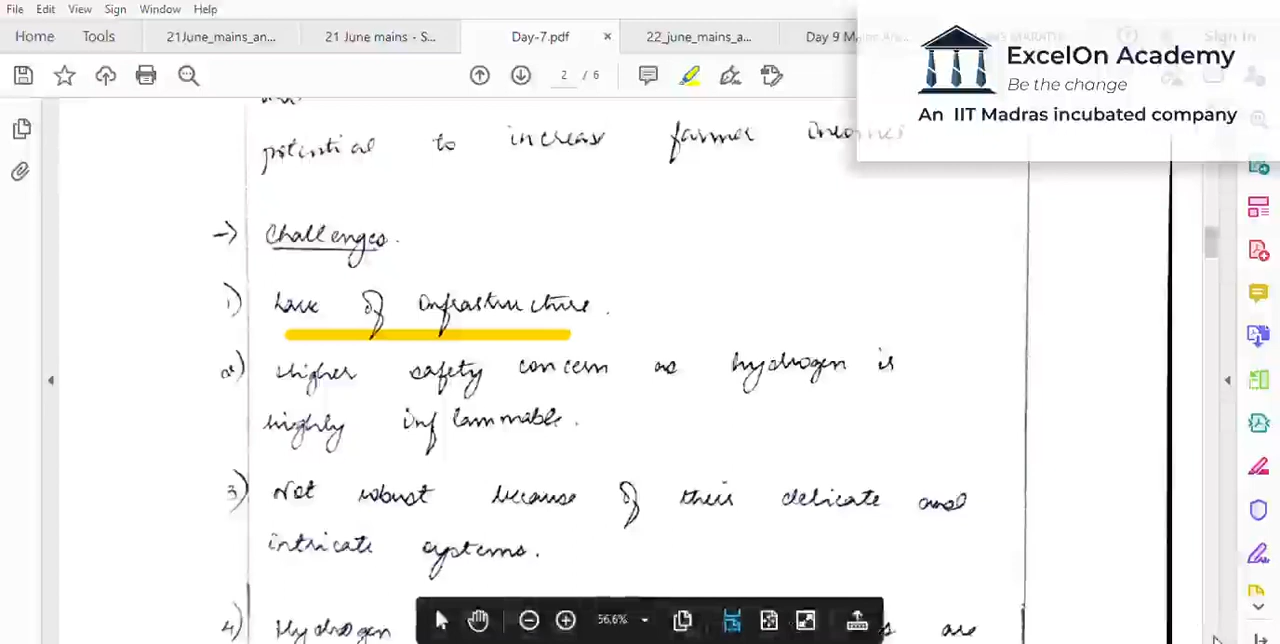 File Edit View Sign Window Help
Home Tools 21June_mains_an... 21 June mains - S... Day-7.pdf × 22_june_mains_a... Day 9 M
ExcelOn Academy
Be the change
An IIT Madras incubated company
2 / 6
potential to increase farmer incomes
→ Challenges.
1) Lack of infrastructure.
2) Higher safety concern as hydrogen is
highly inflammable.
3) Not robust because of their delicate and
intricate systems.
56.6%
4) Hydrogen are